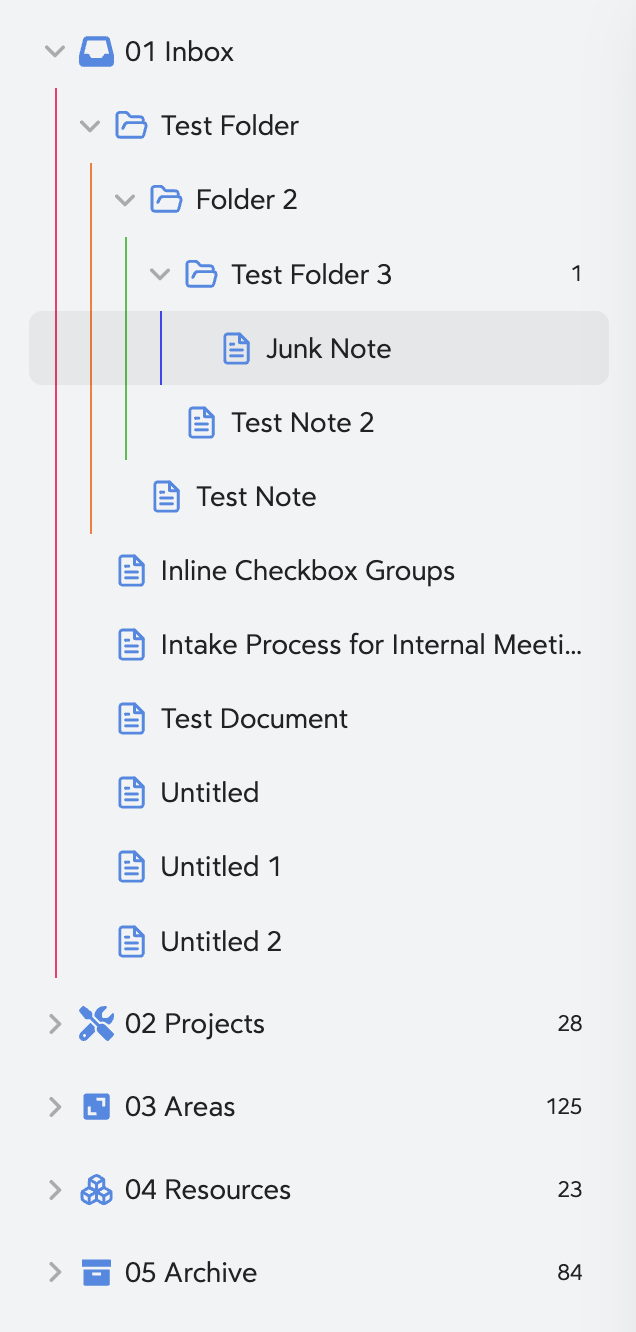 01 Inbox
Test Folder
Folder 2
Test Folder 3 1
Junk Note
Test Note 2
Test Note
Inline Checkbox Groups
Intake Process for Internal Meeti...
Test Document
Untitled
Untitled 1
Untitled 2
02 Projects 28
03 Areas 125
04 Resources 23
05 Archive 84